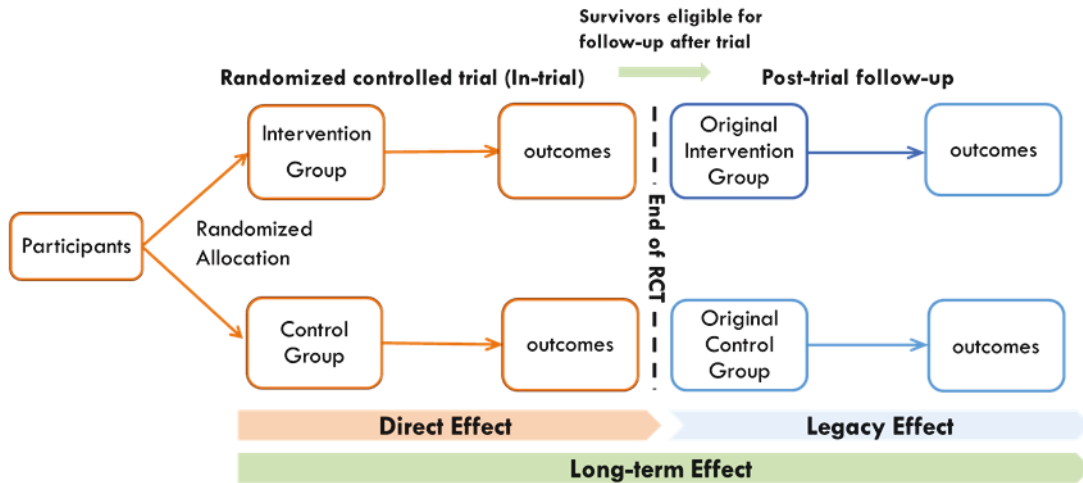 Survivors eligible for
follow-up after trial
Randomized controlled trial (In-trial)
Post-trial follow-up
Intervention
Group
outcomes
Original
Intervention
Group
outcomes
Participants
Randomized
Allocation
End of RCT
Control
Group
outcomes
Original
Control
Group
outcomes
Direct Effect
Legacy Effect
Long-term Effect